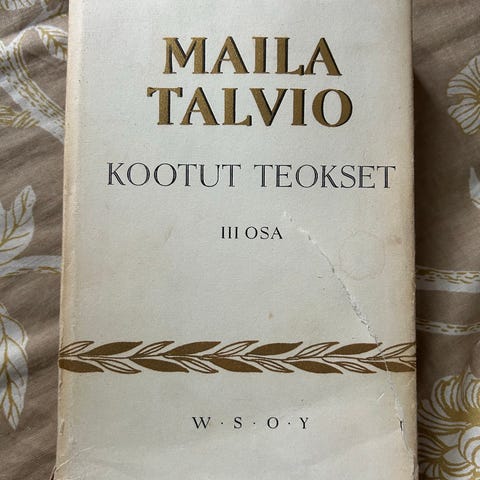 MAILA
TALVIO
KOOTUT TEOKSET
III OSA
W·S·O·Y